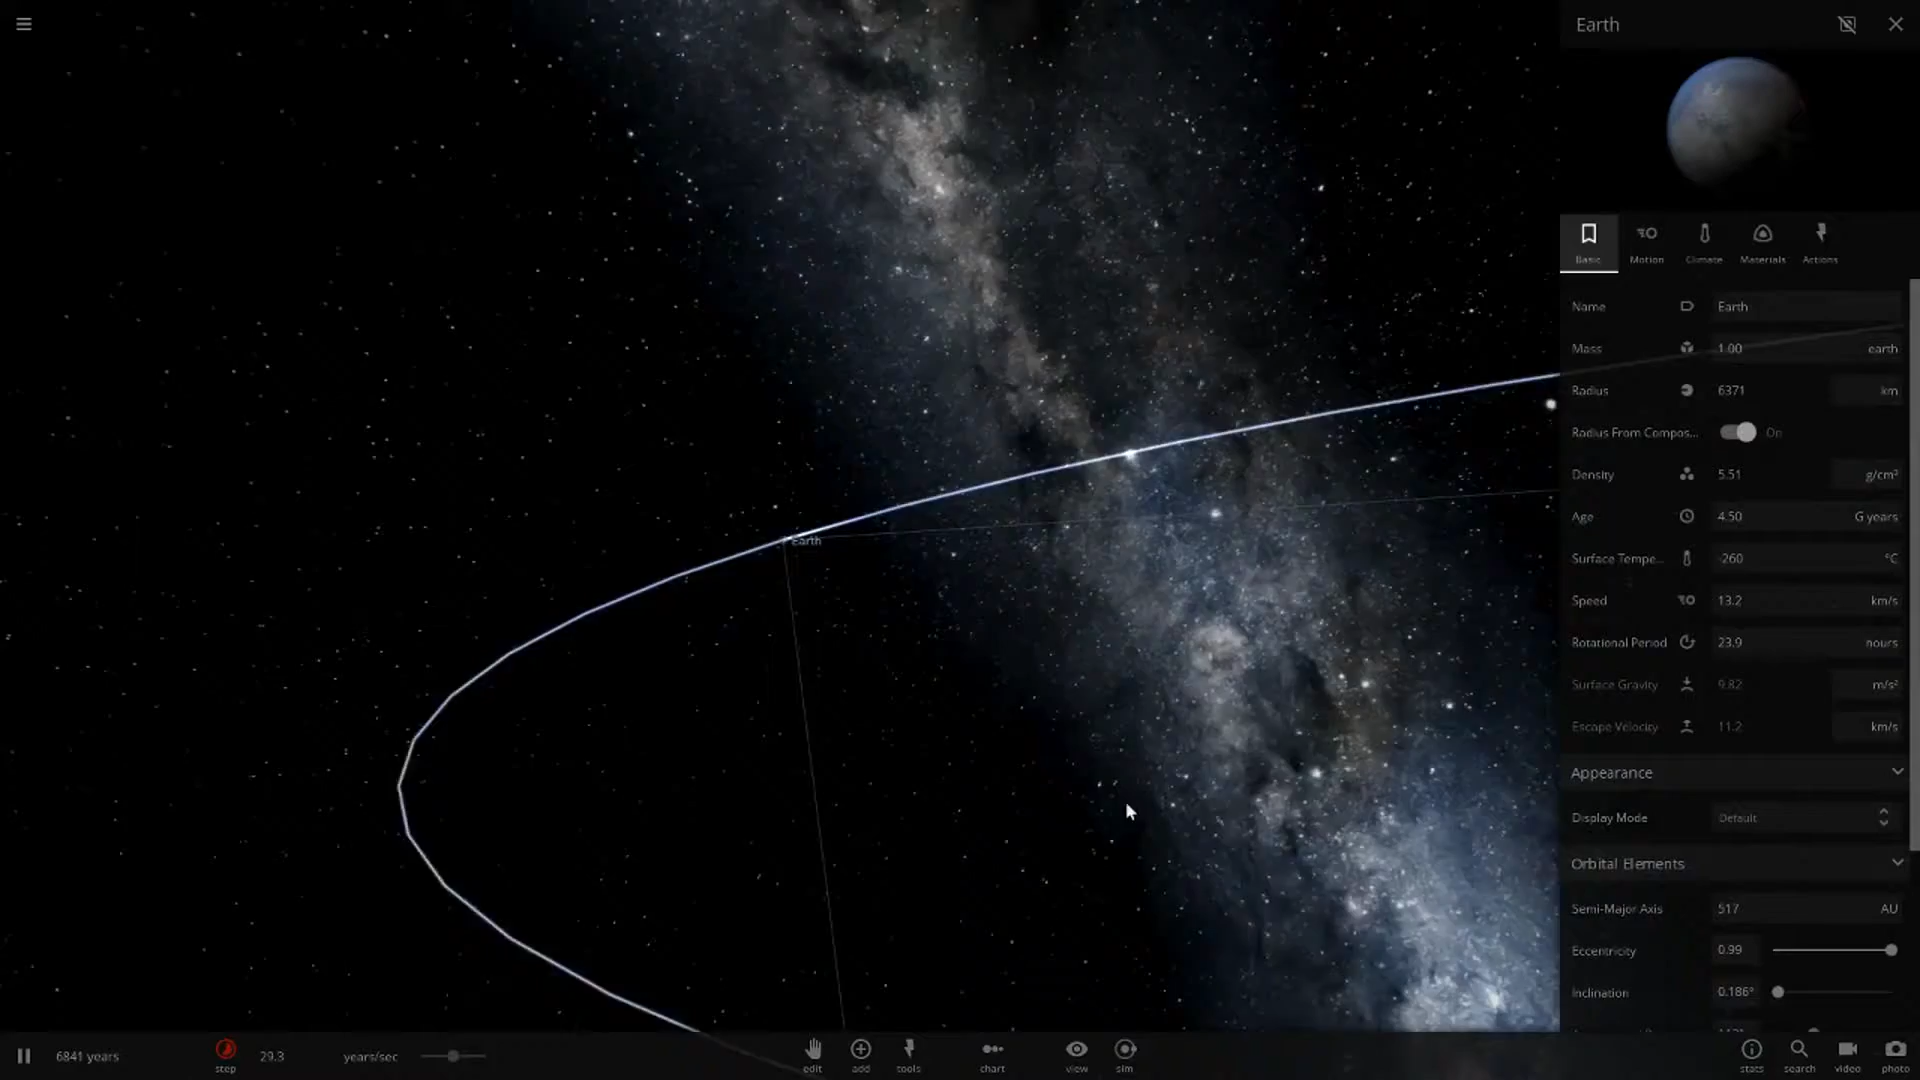 Earth
Basic Motion Climate Materials Actions
Name Earth
Mass 1.00 earth
Radius 6371 km
Radius From Compos... On
Density 5.51 g/cm³
Age 4.50 G years
Surface Tempe... -260 °C
Speed 13.2 km/s
Rotational Period 23.9 hours
Surface Gravity 9.82 m/s²
Escape Velocity 11.2 km/s
Appearance
Display Mode Default
Orbital Elements
Semi-Major Axis 517 AU
Eccentricity 0.99
Inclination 0.186°
Earth
6841 years
step
29.3 years/sec
edit add tools chart view sim
stats search video photo